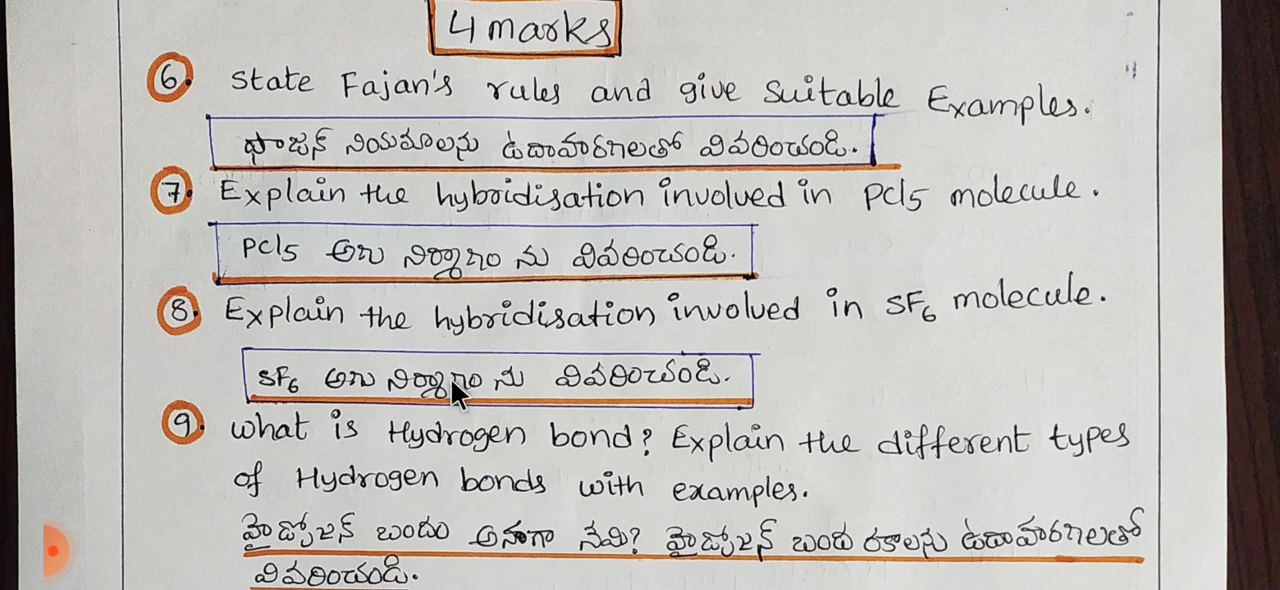 4 marks
6. State Fajan's rules and give Suitable Examples.
ఫాజన్ నియమాలను ఉదాహరణలతో వివరించండి.
7. Explain the hybridisation involved in PCl5 molecule.
PCl5 అణు నిర్మాణం ను వివరించండి.
8. Explain the hybridisation involved in SF6 molecule.
SF6 అణు నిర్మాణం ను వివరించండి.
9. What is Hydrogen bond? Explain the different types
of Hydrogen bonds with examples.
హైడ్రోజన్ బందం అనగా నేమి? హైడ్రోజన్ బంద రకాలను ఉదాహరణలతో
వివరించండి.